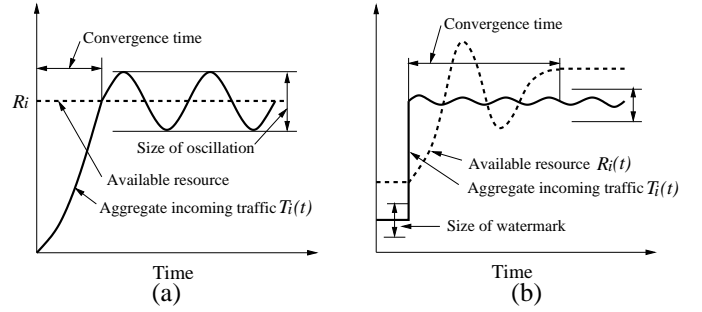 Convergence time
Ri
Size of oscillation
Available resource
Aggregate incoming traffic Ti(t)
Time
(a)
Convergence time
Available resource Ri(t)
Aggregate incoming traffic Ti(t)
Size of watermark
Time
(b)